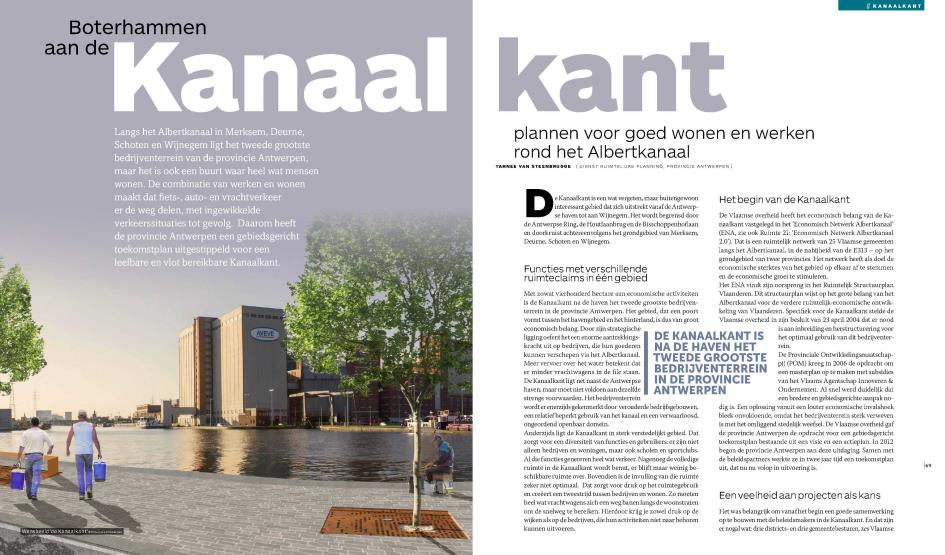 Boterhammen
aan de
Kanaal
Langs het Albertkanaal in Merksem, Deurne,
Schoten en Wijnegem ligt het tweede grootste
bedrijventerrein van de provincie Antwerpen,
maar het is ook een buurt waar heel wat mensen
wonen. De combinatie van werken en wonen
maakt dat fiets-, auto- en vrachtverkeer
er de weg delen, met ingewikkelde
verkeerssituaties tot gevolg. Daarom heeft
de provincie Antwerpen een gebiedsgericht
toekomstplan uitgestippeld voor een
leefbare en vlot bereikbare Kanaalkant.
AVEVE
Wensbeeld de Kanaalkant
KANAALKANT
kant
plannen voor goed wonen en werken
rond het Albertkanaal
TANNEE VAN STEENBRUGGE (DIENST RUIMTELIJKE PLANNING, PROVINCIE ANTWERPEN)
De Kanaalkant is een wat vergeten, maar buitengewoon
interessant gebied dat zich uitstrekt vanaf de Antwerp-
se haven tot aan Wijnegem. Het wordt begrensd door
de Antwerpse Ring, de Houtlaan en de Bisschoppenhoflaan
en doorkruist achtereenvolgens het grondgebied van Merksem,
Deurne, Schoten en Wijnegem.
Functies met verschillende
ruimteclaims in één gebied
Met zowat vierhonderd hectare aan economische activiteiten
is de Kanaalkant na de haven het tweede grootste bedrijven-
terrein in de provincie Antwerpen. Het gebied, dat een poort
vormt tussen het havengebied en het hinterland, is dus van groot
economisch belang. Door zijn strategische
ligging oefent het een enorme aantrekkings-
kracht uit op bedrijven, die hun goederen
kunnen verschepen via het Albertkanaal.
Meer vervoer over het water betekent dat
er minder vrachtwagens in de file staan.
De Kanaalkant ligt net naast de Antwerpse
haven, maar moet niet voldoen aan dezelfde
strenge voorwaarden. Het bedrijventerrein
wordt er enerzijds gekenmerkt door verouderde bedrijfsgebouwen,
een relatief beperkt gebruik van het kanaal en een verwaarloosd,
ongeordend openbaar domein.
Anderzijds ligt de Kanaalkant in sterk verstedelijkt gebied. Dat
zorgt voor een diversiteit van functies en gebruikers: er zijn niet
alleen bedrijven en woningen, maar ook scholen en sportclubs.
Al die functies genereren heel wat verkeer. Nagenoeg de volledige
ruimte in de Kanaalkant wordt benut, er blijft maar weinig be-
schikbare ruimte over. Bovendien is de invulling van die ruimte
zeker niet optimaal. Dat zorgt voor druk op het ruimtegebruik
en creëert een tweestrijd tussen bedrijven en wonen. Zo moeten
bel wat vrachtwagens zich een weg banen langs de woonstraten
om de snelweg te bereiken. Hierdoor krijg je zowel druk op de
wijken als op de bedrijven, die hun activiteiten niet naar behoren
kunnen uitvoeren.
DE KANAALKANT IS
NA DE HAVEN HET
TWEEDE GROOTSTE
BEDRIJVENTERREIN
IN DE PROVINCIE
ANTWERPEN
Het begin van de Kanaalkant
De Vlaamse overheid heeft het economisch belang van de Ka-
naalkant vastgelegd in het 'Economisch Netwerk Albertkanaal'
(ENA, zie ook Ruimte 21: 'Economisch Netwerk Albertkanaal
2.0'). Dat is een ruimtelijk netwerk van 25 Vlaamse gemeenten
langs het Albertkanaal, in de nabijheid van de E313 – op het
grondgebied van twee provincies. Het netwerk heeft als doel de
economische sterktes van het gebied op elkaar af te stemmen
en de economische groei te stimuleren.
Het ENA vindt zijn oorsprong in het Ruimtelijk Structuurplan
Vlaanderen. Dit structuurplan wijst op het grote belang van het
Albertkanaal voor de verdere ruimtelijk-economische ontwik-
keling van Vlaanderen. Specifiek voor de Kanaalkant stelde de
Vlaamse overheid in zijn besluit van 23 april 2004 dat er nood
is aan inbreiding en herstructurering voor
het optimaal gebruik van dit bedrijventer-
rein.
De Provinciale Ontwikkelingsmaatschap-
pij (POM) kreeg in 2006 de opdracht om
een masterplan op te maken met subsidies
van het Vlaams Agentschap Innoveren &
Ondernemen. Al snel werd duidelijk dat
een bredere en gebiedsgerichte aanpak no-
dig is. Een oplossing vanuit een louter economische invalshoek
bleek onvoldoende, omdat het bedrijventerrein sterk verweven
is met het omliggend stedelijk weefsel. De Vlaamse overheid gaf
de provincie Antwerpen de opdracht voor een gebiedsgericht
toekomstplan bestaande uit een visie en een actieplan. In 2012
begon de provincie Antwerpen aan deze uitdaging. Samen met
de beleidspartners werkte ze in twee jaar tijd een toekomstplan
uit, dat nu volop in uitvoering is.
Een veelheid aan projecten als kans
Het was belangrijk om vanaf het begin een goede samenwerking
op te bouwen met de beleidmakers in de Kanaalkant. En dat zijn
er nogal wat: drie districts- en drie gemeentebesturen, zes Vlaamse
69